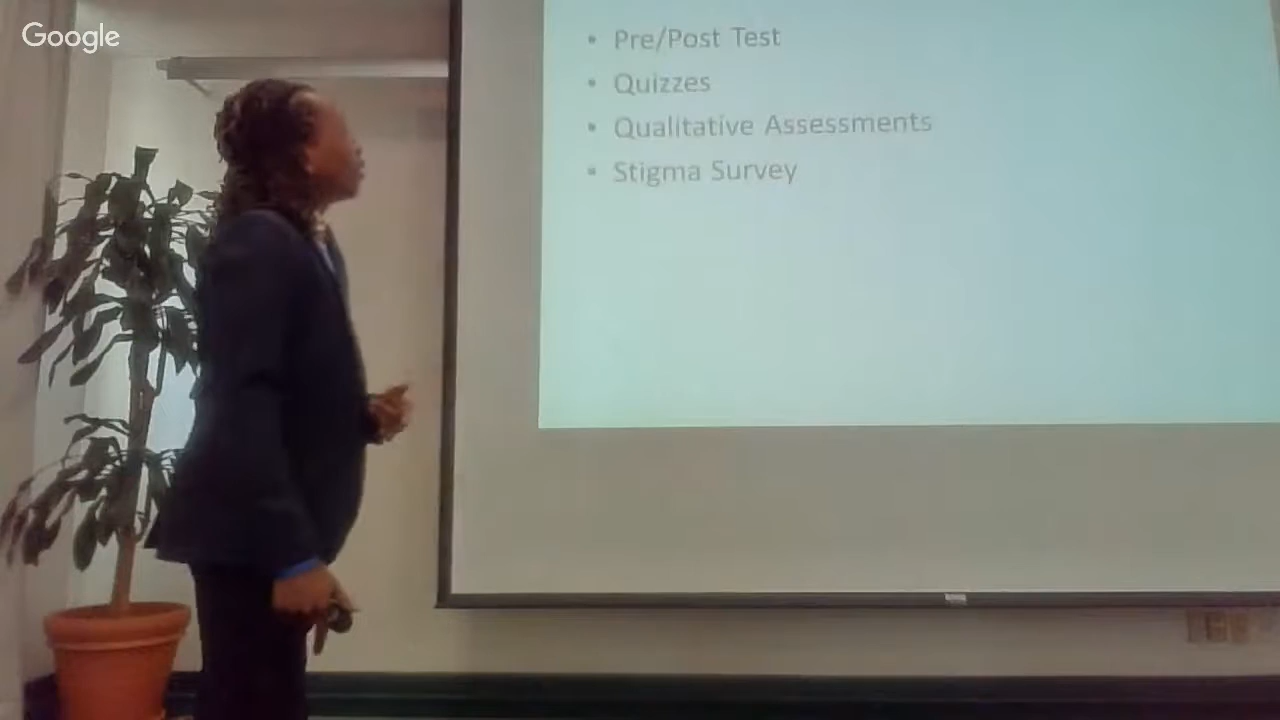 Google
• Pre/Post Test
• Quizzes
• Qualitative Assessments
• Stigma Survey